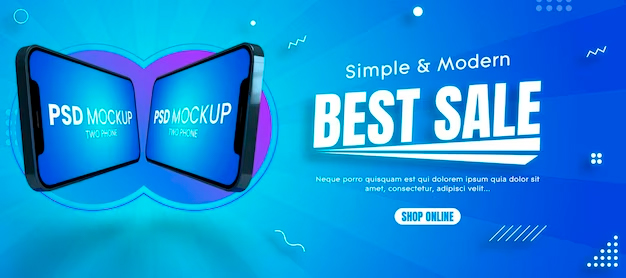 PSD MOCKUP
TWO PHONE
PSD MOCKUP
TWO PHONE
Simple & Modern
BEST SALE
Neque porro quisquam est qui dolorem ipsum quia dolor sit
amet, consectetur, adipisci velit...
SHOP ONLINE